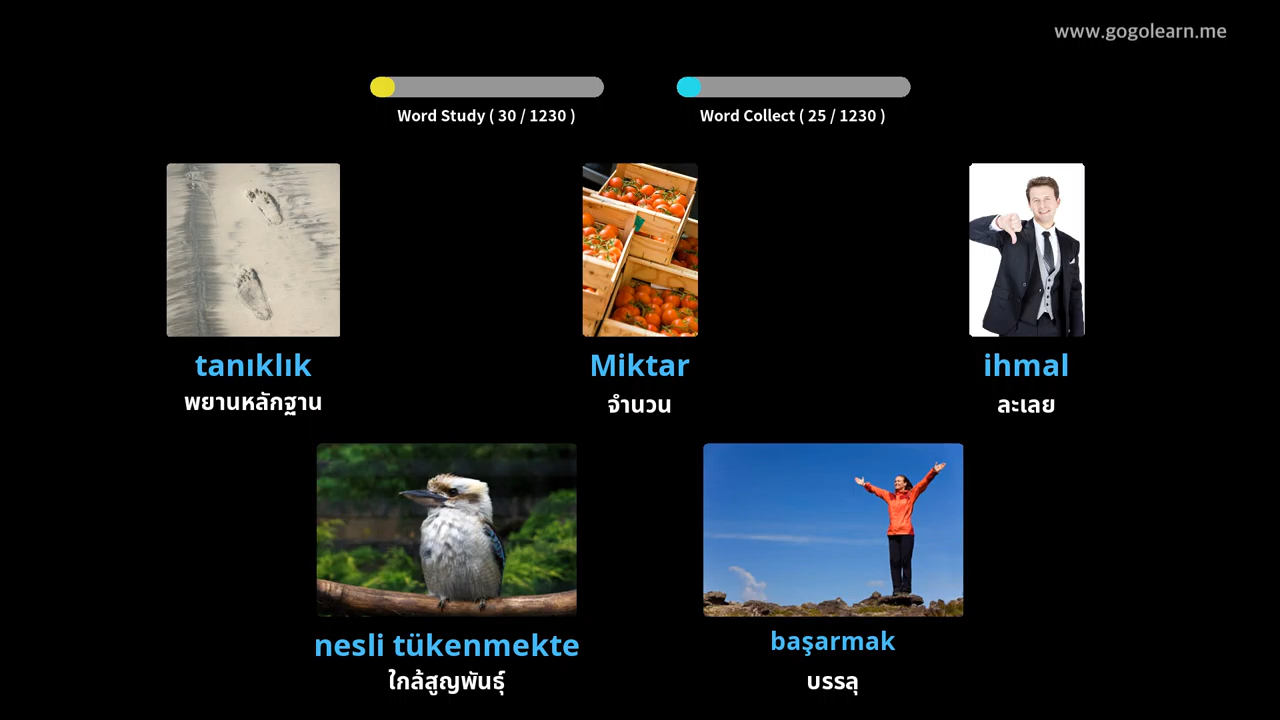 www.gogolearn.me
Word Study ( 30 / 1230 )
Word Collect ( 25 / 1230 )
tanıklık
พยานหลักฐาน
Miktar
จำนวน
ihmal
ละเลย
nesli tükenmekte
ใกล้สูญพันธุ์
başarmak
บรรลุ